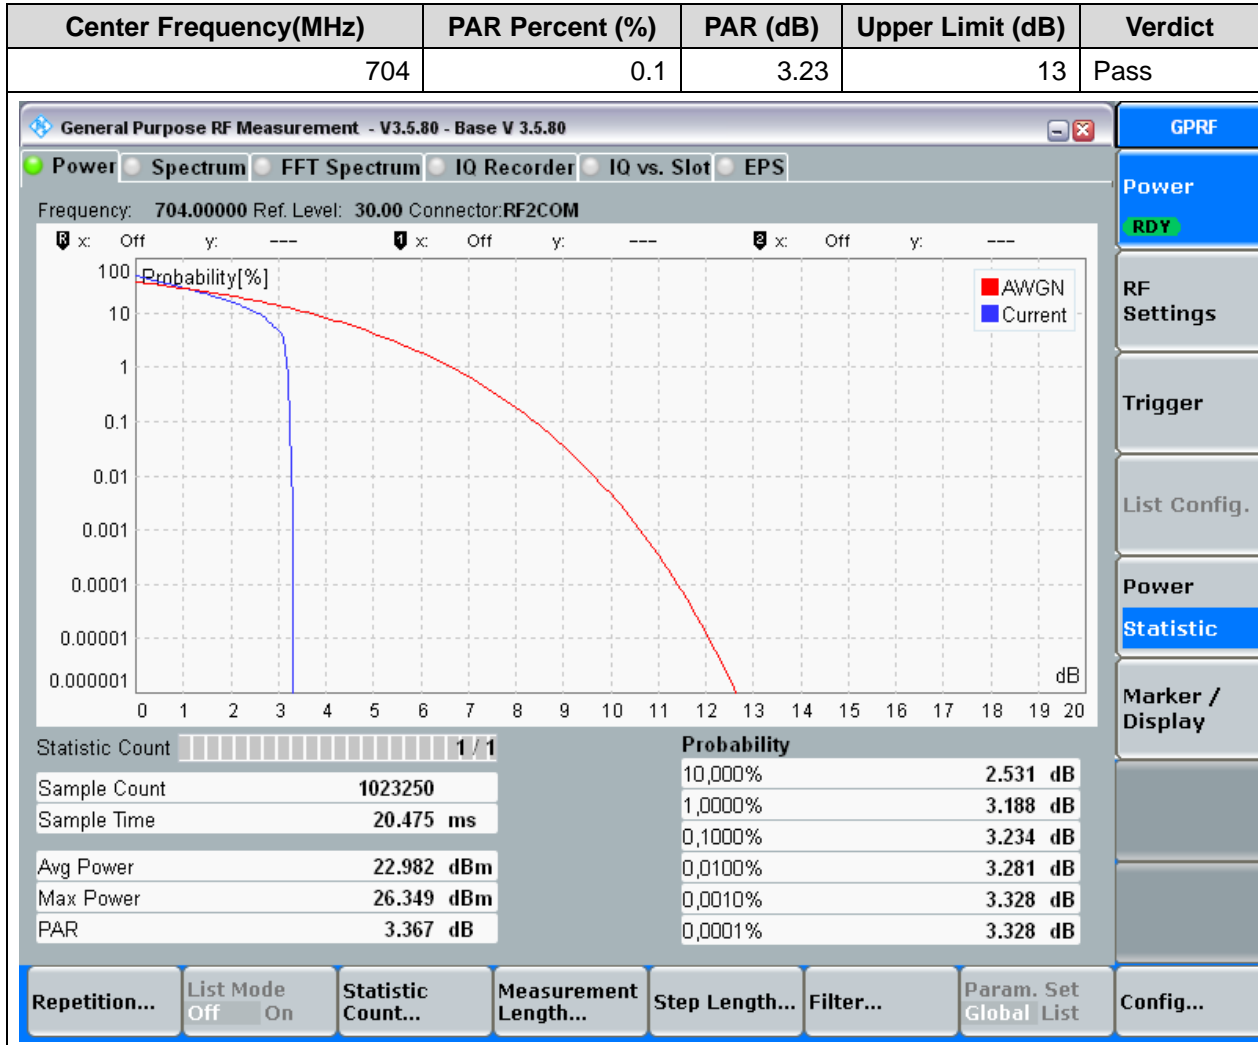 Center Frequency(MHz) PAR Percent (%) PAR (dB) Upper Limit (dB) Verdict
704 0.1 3.23 13 Pass
General Purpose RF Measurement - V3.5.80 - Base V 3.5.80
GPRF
Power Spectrum FFT Spectrum IQ Recorder IQ vs. Slot EPS
Power
RDY
Frequency: 704.00000 Ref. Level: 30.00 Connector:RF2COM
R x: Off y: --- 1 x: Off y: --- 2 x: Off y: ---
100 Probability[%]
AWGN
Current
10
1
0.1
0.01
0.001
0.0001
0.00001
0.000001
dB
0 1 2 3 4 5 6 7 8 9 10 11 12 13 14 15 16 17 18 19 20
RF
Settings
Trigger
List Config.
Power
Statistic
Marker /
Display
Statistic Count 1 / 1
Sample Count 1023250
Sample Time 20.475 ms
Avg Power 22.982 dBm
Max Power 26.349 dBm
PAR 3.367 dB
Probability
10,000% 2.531 dB
1,0000% 3.188 dB
0,1000% 3.234 dB
0,0100% 3.281 dB
0,0010% 3.328 dB
0,0001% 3.328 dB
Repetition...
List Mode
Off On
Statistic
Count...
Measurement
Length...
Step Length...
Filter...
Param. Set
Global List
Config...